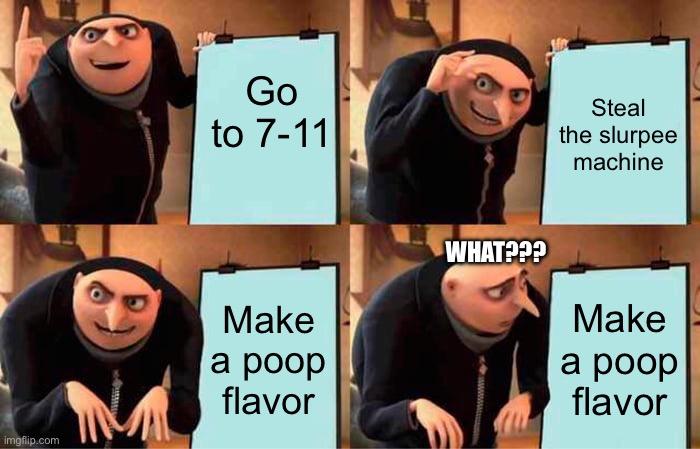 Go
to 7-11
Steal
the slurpee
machine
Make
a poop
flavor
WHAT???
Make
a poop
flavor
imgflip.com